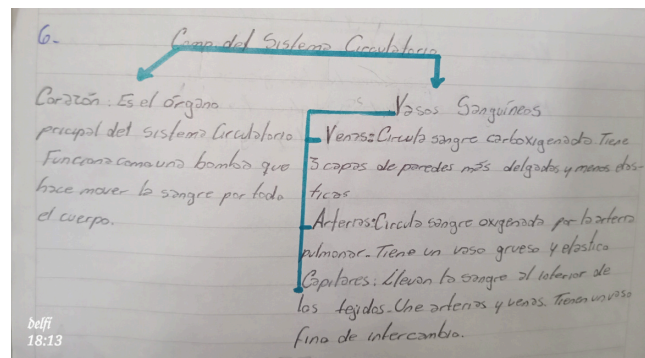 6- Comp. del Sistema Circulatorio
Corazón: Es el órgano
pricipal del sistema Circulatorio
Funciona como una bomba que
hace mover la sangre por todo
el cuerpo.
Vasos Sanguíneos
Venas: Circula sangre carboxigenada. Tiene
3 capas de paredes más delgadas y menos elás-
ticas
Arterias: Circula sangre oxigenada por la arteria
pulmonar. Tiene un vaso grueso y elastica
Capilares: Llevan la sangre al interior de
los tejidos. Une arterias y venas. Tienen un vaso
fino de intercambio.
belfi
18:13